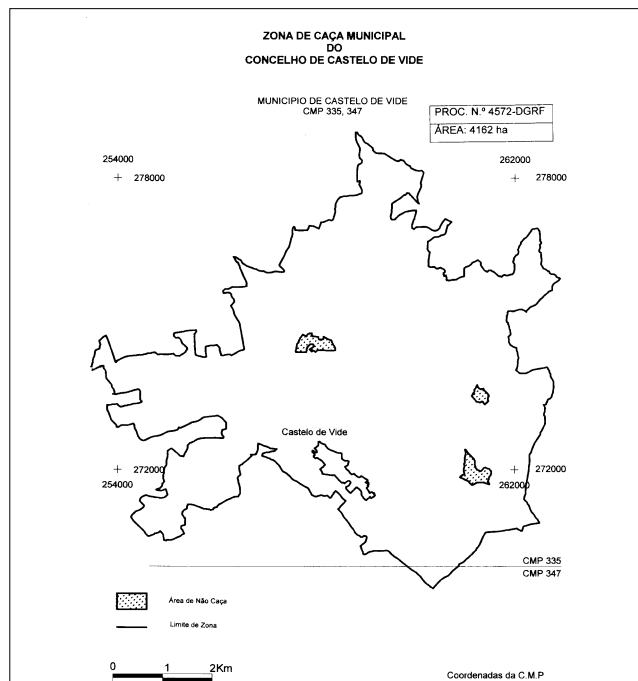 ZONA DE CAÇA MUNICIPAL
DO
CONCELHO DE CASTELO DE VIDE
MUNICIPIO DE CASTELO DE VIDE
CMP 335, 347
PROC. N.º 4572-DGRF
ÁREA: 4162 ha
254000
278000
262000
278000
Castelo de Vide
272000
254000
272000
262000
CMP 335
CMP 347
Área de Não Caça
Limite de Zona
0 1 2Km
Coordenadas da C.M.P